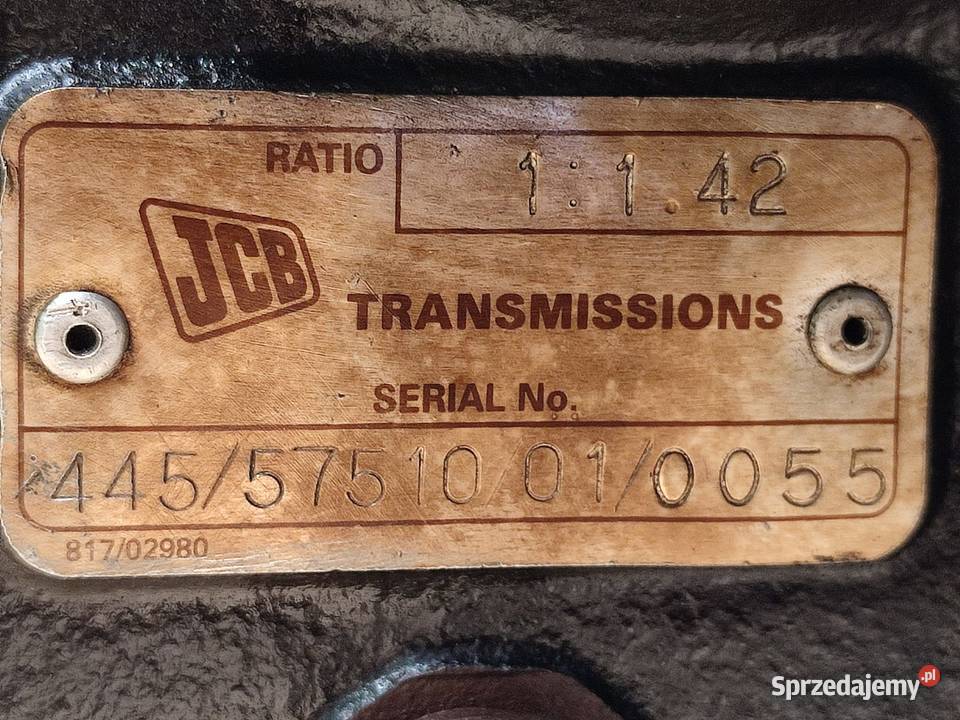 RATIO 1:1.42
JCB TRANSMISSIONS
SERIAL No.
445/57510/01/0055
817/02980
Sprzedajemy.pl